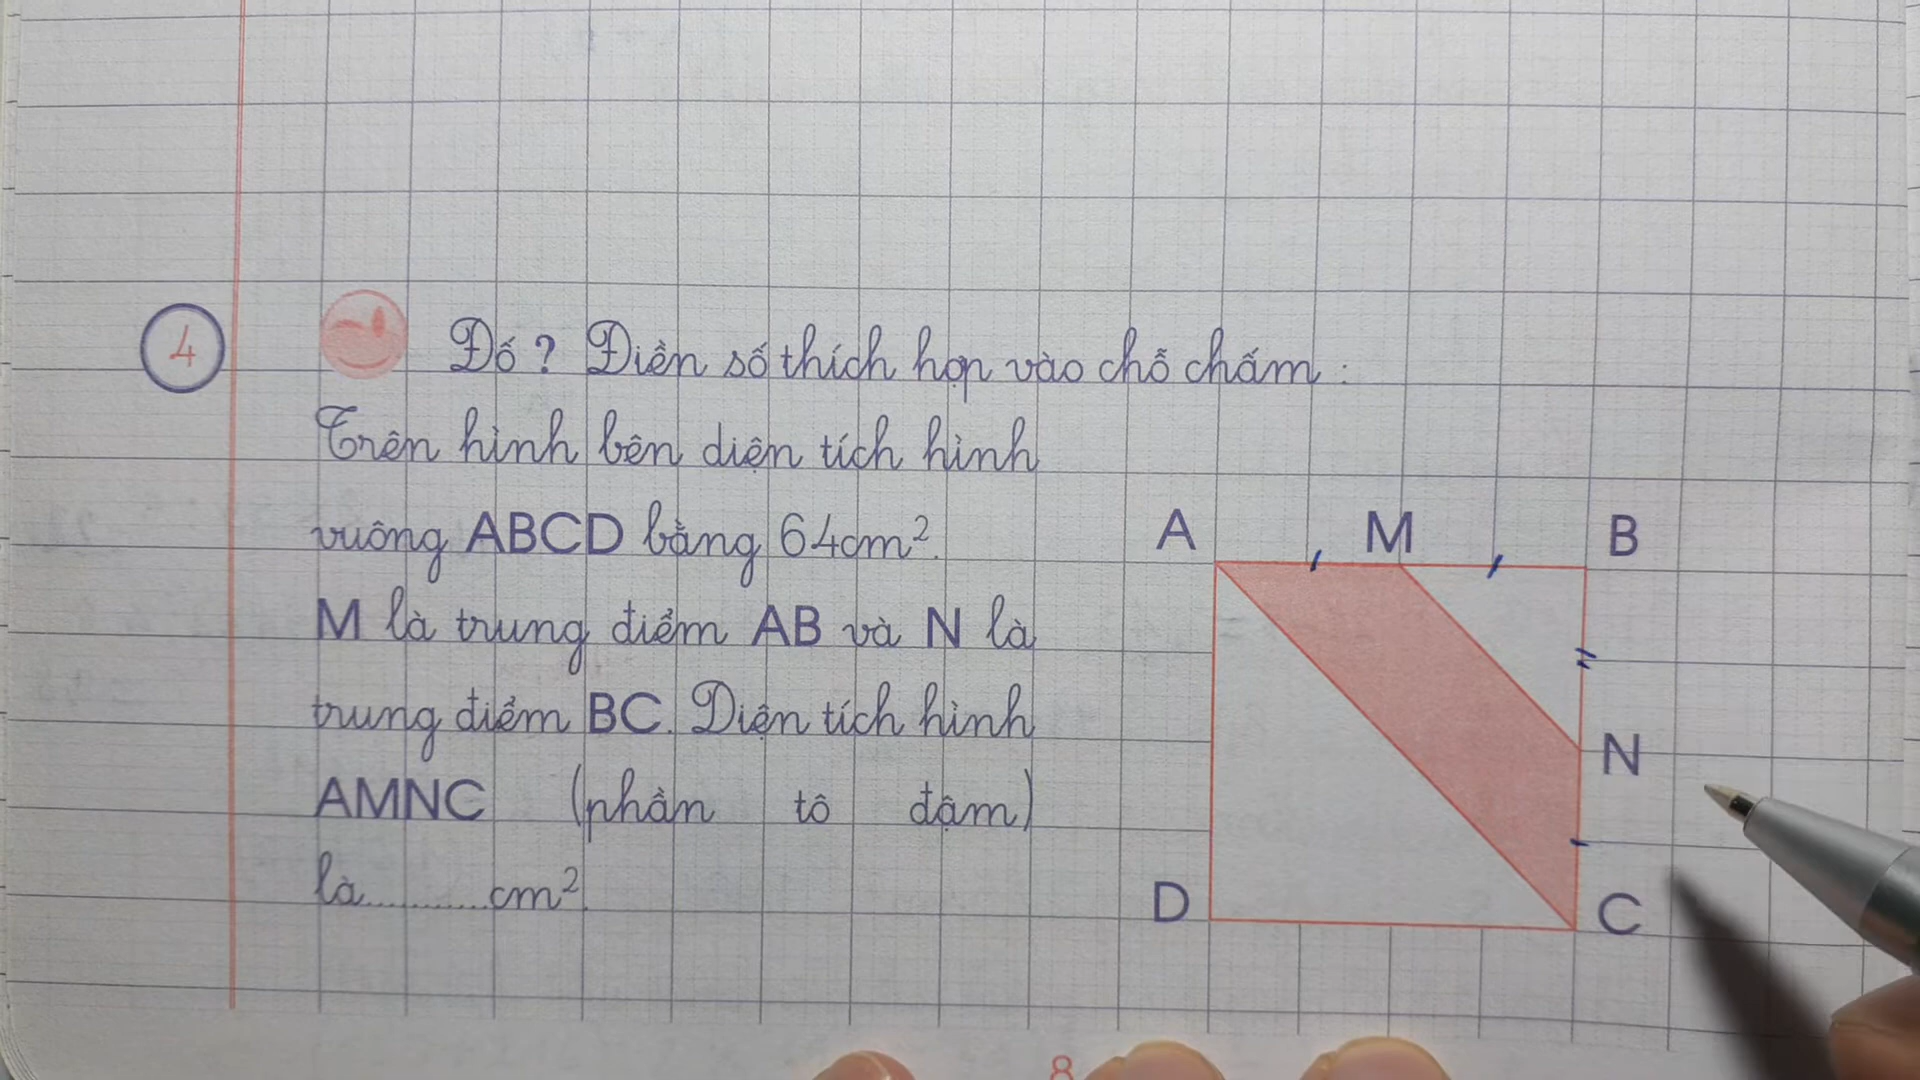 4
Đố? Điền số thích hợp vào chỗ chấm:
Trên hình bên diện tích hình
vuông ABCD bằng 64cm².
M là trung điểm AB và N là
trung điểm BC. Diện tích hình
AMNC (phần tô đậm)
là..........cm².
A M B
N
D C
8